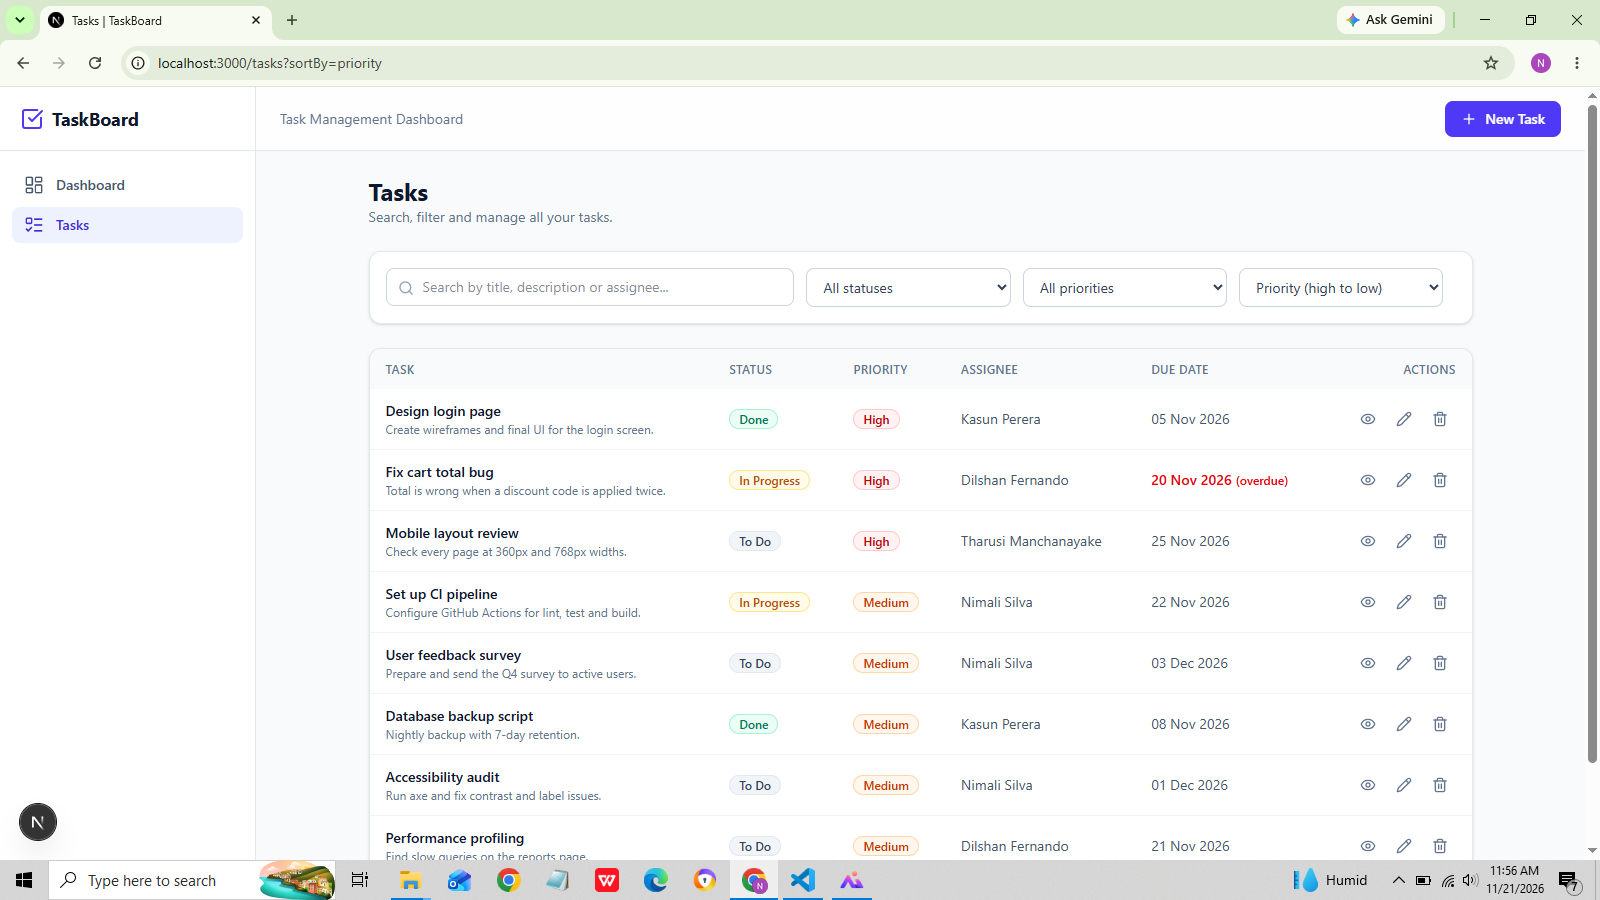 Tasks | TaskBoard
Ask Gemini
localhost:3000/tasks?sortBy=priority
N
TaskBoard
Task Management Dashboard
New Task
Dashboard
Tasks
Tasks
Search, filter and manage all your tasks.
Search by title, description or assignee...
All statuses
All priorities
Priority (high to low)
TASK STATUS PRIORITY ASSIGNEE DUE DATE ACTIONS
Design login page
Create wireframes and final UI for the login screen.
Done High Kasun Perera 05 Nov 2026
Fix cart total bug
Total is wrong when a discount code is applied twice.
In Progress High Dilshan Fernando 20 Nov 2026 (overdue)
Mobile layout review
Check every page at 360px and 768px widths.
To Do High Tharusi Manchanayake 25 Nov 2026
Set up CI pipeline
Configure GitHub Actions for lint, test and build.
In Progress Medium Nimali Silva 22 Nov 2026
User feedback survey
Prepare and send the Q4 survey to active users.
To Do Medium Nimali Silva 03 Dec 2026
Database backup script
Nightly backup with 7-day retention.
Done Medium Kasun Perera 08 Nov 2026
Accessibility audit
Run axe and fix contrast and label issues.
To Do Medium Nimali Silva 01 Dec 2026
Performance profiling
Find slow queries on the reports page.
To Do Medium Dilshan Fernando 21 Nov 2026
N
Type here to search
Humid
11:56 AM
11/21/2026
7